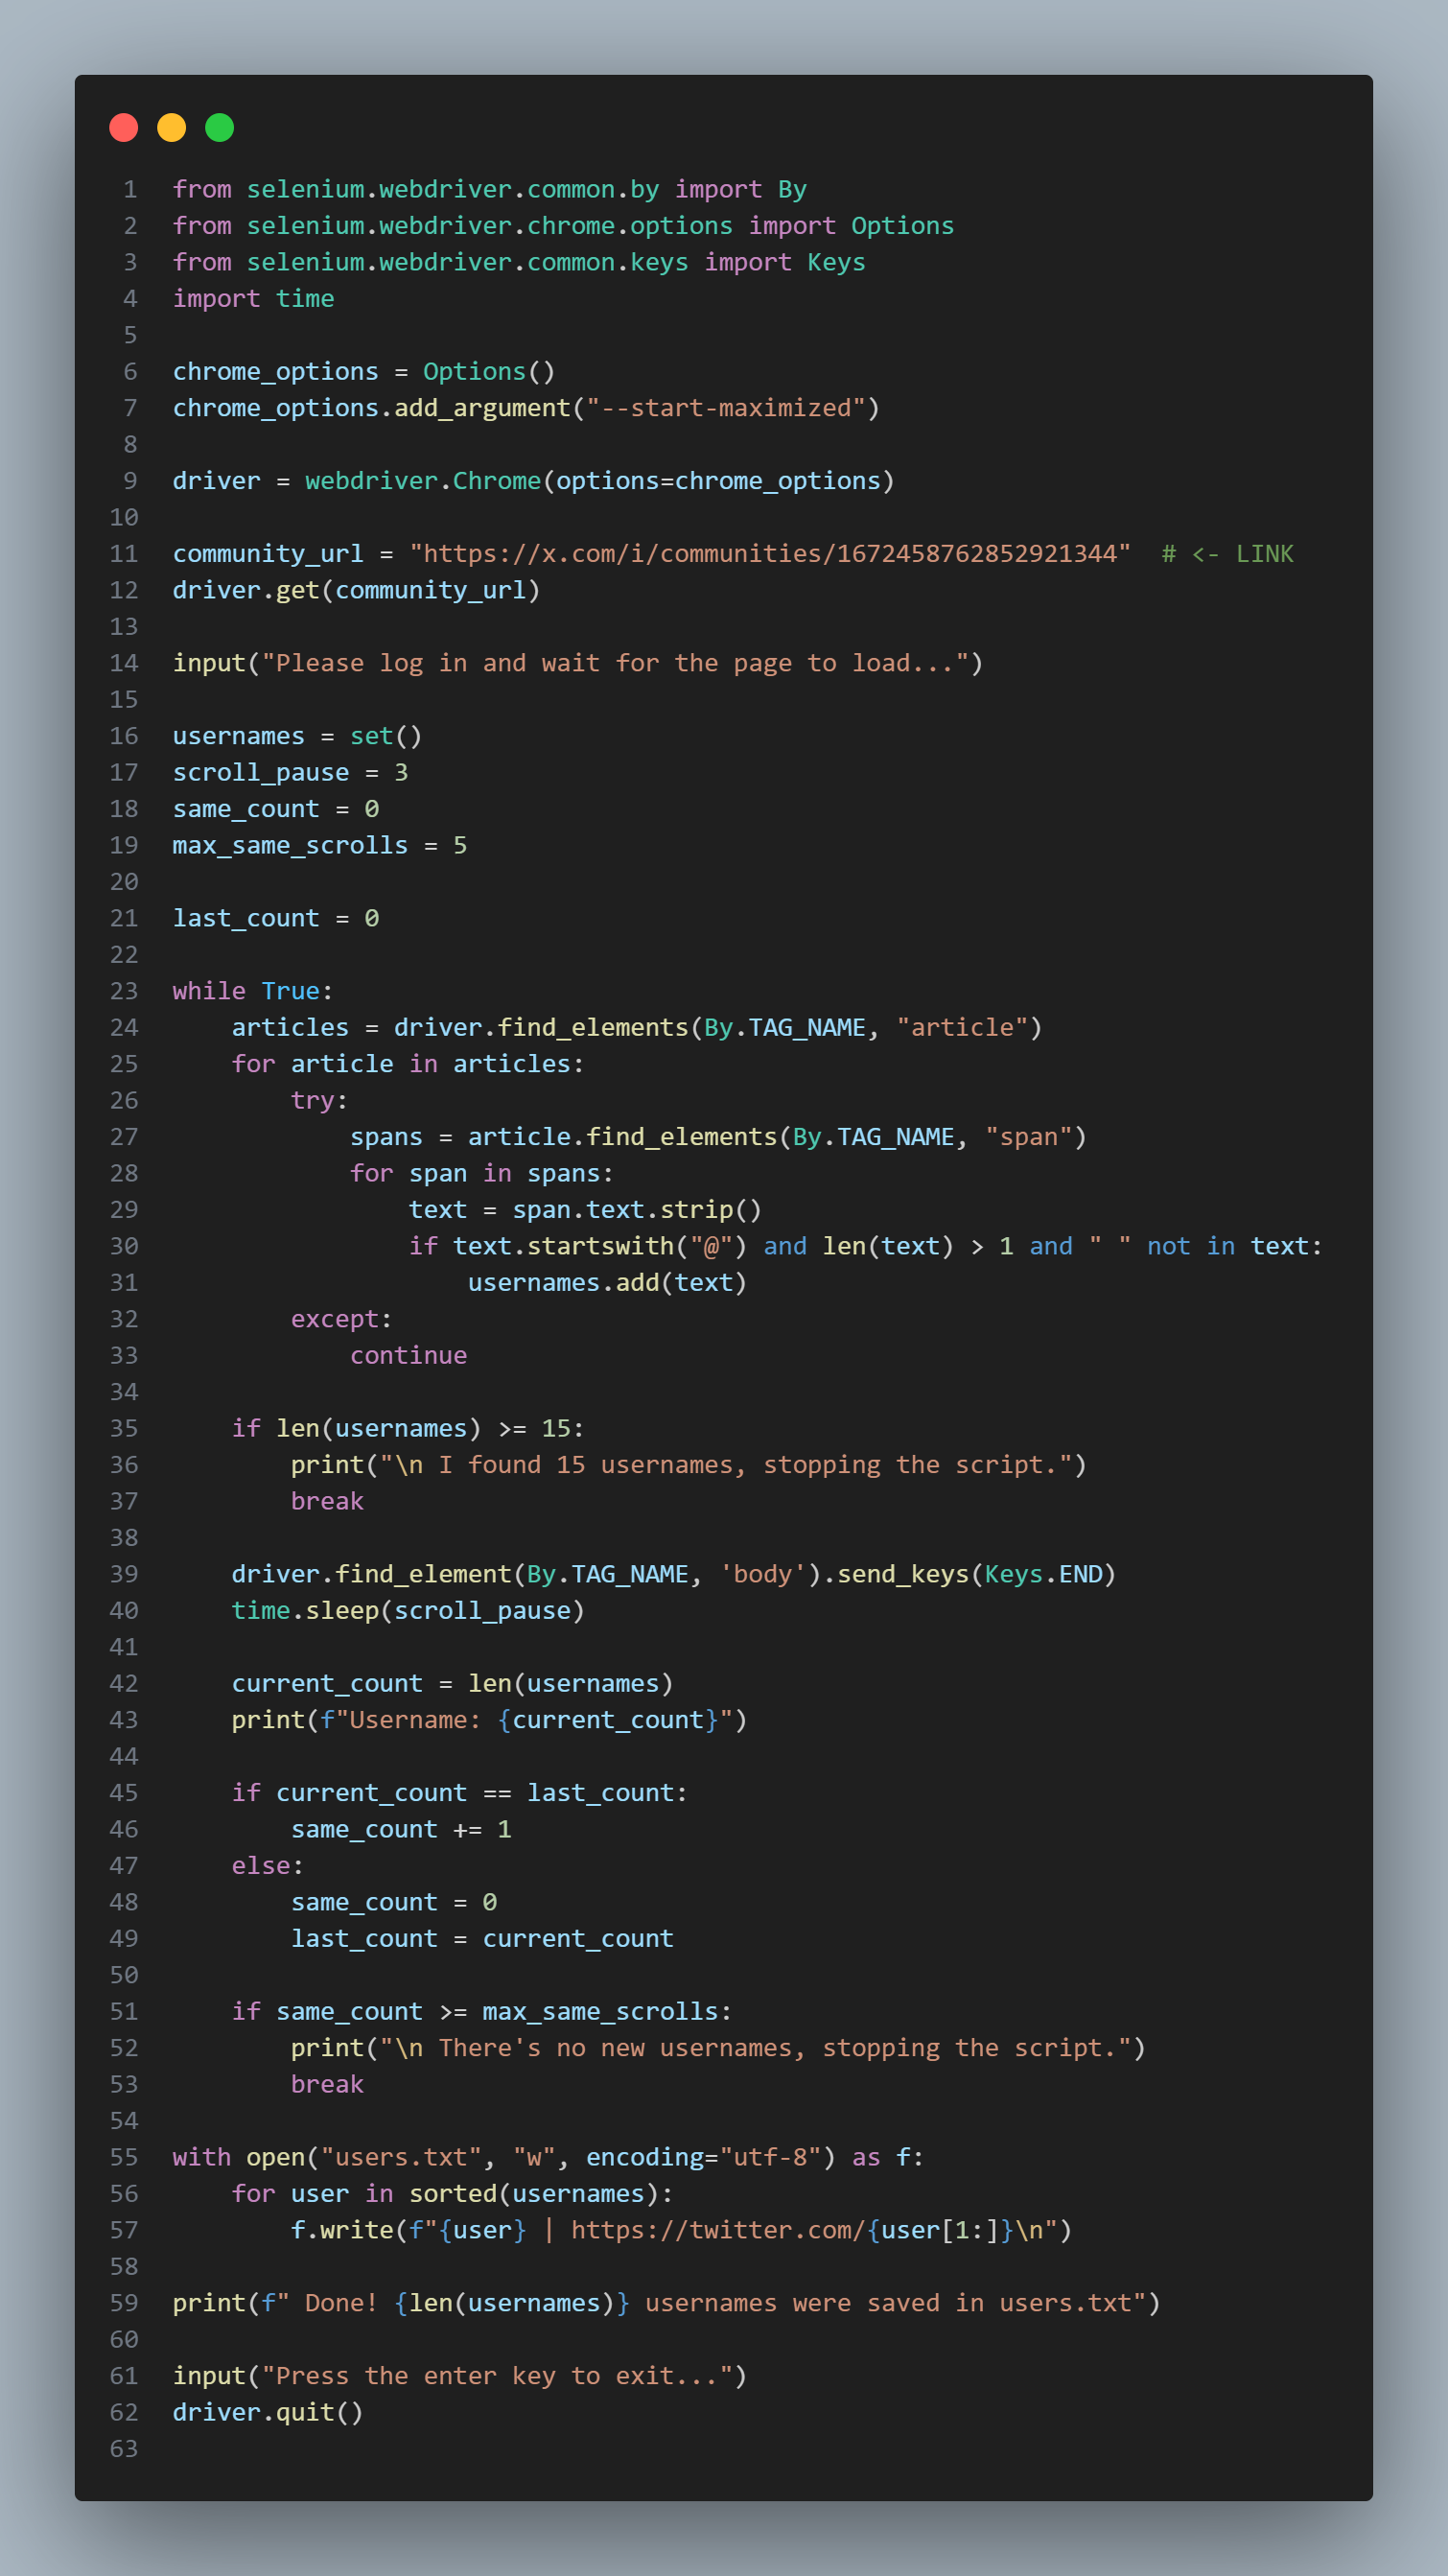 1 from selenium.webdriver.common.by import By
2 from selenium.webdriver.chrome.options import Options
3 from selenium.webdriver.common.keys import Keys
4 import time
5
6 chrome_options = Options()
7 chrome_options.add_argument("--start-maximized")
8
9 driver = webdriver.Chrome(options=chrome_options)
10
11 community_url = "https://x.com/i/communities/1672458762852921344"  # <- LINK
12 driver.get(community_url)
13
14 input("Please log in and wait for the page to load...")
15
16 usernames = set()
17 scroll_pause = 3
18 same_count = 0
19 max_same_scrolls = 5
20
21 last_count = 0
22
23 while True:
24     articles = driver.find_elements(By.TAG_NAME, "article")
25     for article in articles:
26         try:
27             spans = article.find_elements(By.TAG_NAME, "span")
28             for span in spans:
29                 text = span.text.strip()
30                 if text.startswith("@") and len(text) > 1 and " " not in text:
31                     usernames.add(text)
32         except:
33             continue
34
35     if len(usernames) >= 15:
36         print("\n I found 15 usernames, stopping the script.")
37         break
38
39     driver.find_element(By.TAG_NAME, 'body').send_keys(Keys.END)
40     time.sleep(scroll_pause)
41
42     current_count = len(usernames)
43     print(f"Username: {current_count}")
44
45     if current_count == last_count:
46         same_count += 1
47     else:
48         same_count = 0
49         last_count = current_count
50
51     if same_count >= max_same_scrolls:
52         print("\n There's no new usernames, stopping the script.")
53         break
54
55 with open("users.txt", "w", encoding="utf-8") as f:
56     for user in sorted(usernames):
57         f.write(f"{user} | https://twitter.com/{user[1:]}\n")
58
59 print(f" Done! {len(usernames)} usernames were saved in users.txt")
60
61 input("Press the enter key to exit...")
62 driver.quit()
63